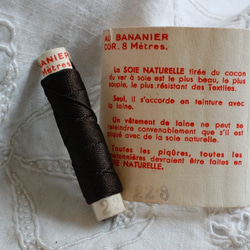 AU BANANIER
COR. 8 Mètres.
La SOIE NATURELLE tirée du cocon
du ver à soie est le plus beau, le plus
souple, le plus résistant des Textiles.
Seul, il s'accorde en teinture avec
la laine.
Un vêtement de laine ne peut se
teindre convenablement que s'il est
piqué avec de la soie naturelle.
Toutes les piqûres, toutes les
boutonnières devraient être faites en
SOIE NATURELLE.
BANANIER
Mètres.